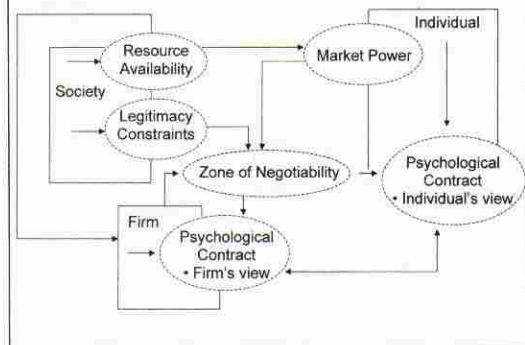 Individual
Resource
Availability
Market Power
Society
Legitimacy
Constraints
Zone of Negotiability
Psychological
Contract
• Individual's view
Firm
Psychological
Contract
• Firm's view